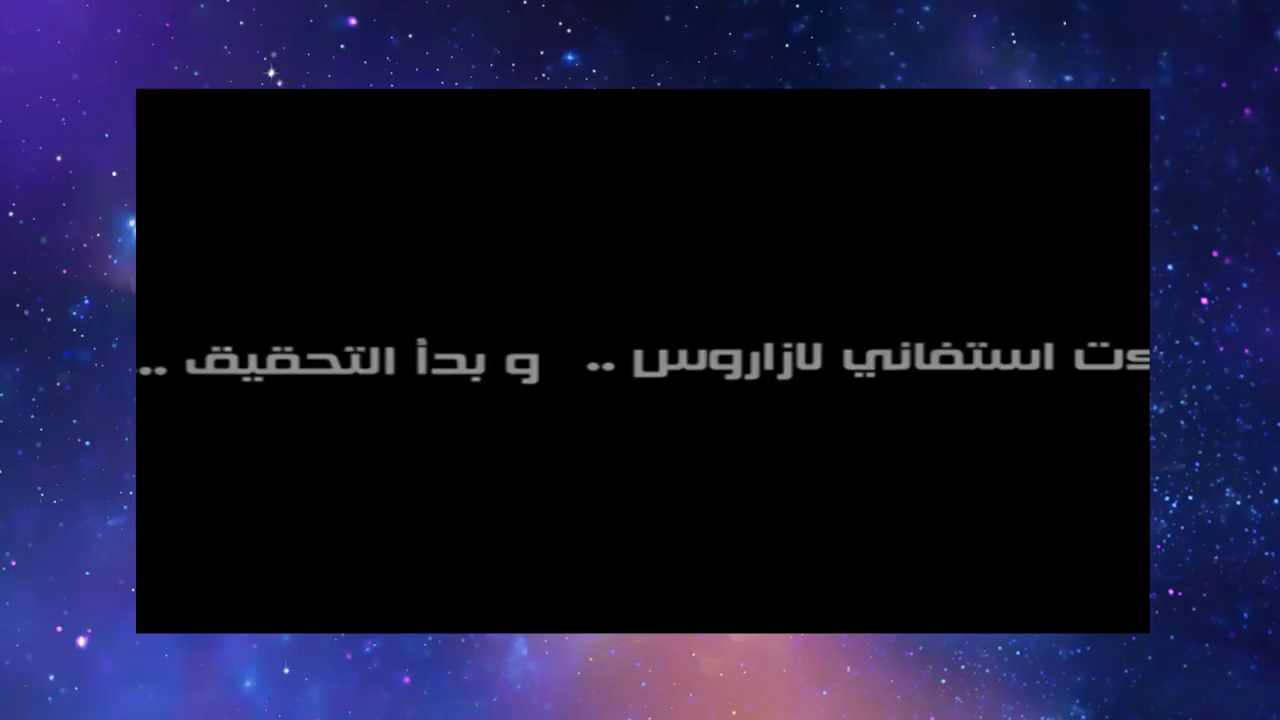 استفاني لازاروس .. و بدأ التحقيق ..